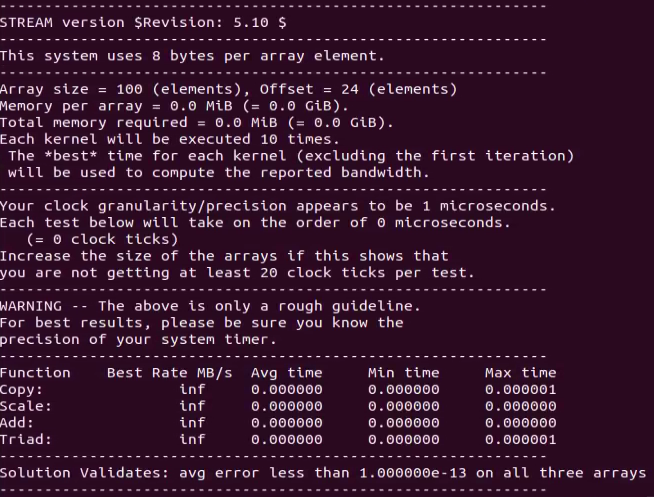 -------------------------------------------------------------
STREAM version $Revision: 5.10 $
-------------------------------------------------------------
This system uses 8 bytes per array element.
-------------------------------------------------------------
Array size = 100 (elements), Offset = 24 (elements)
Memory per array = 0.0 MiB (= 0.0 GiB).
Total memory required = 0.0 MiB (= 0.0 GiB).
Each kernel will be executed 10 times.
 The *best* time for each kernel (excluding the first iteration)
 will be used to compute the reported bandwidth.
-------------------------------------------------------------
Your clock granularity/precision appears to be 1 microseconds.
Each test below will take on the order of 0 microseconds.
   (= 0 clock ticks)
Increase the size of the arrays if this shows that
you are not getting at least 20 clock ticks per test.
-------------------------------------------------------------
WARNING -- The above is only a rough guideline.
For best results, please be sure you know the
precision of your system timer.
-------------------------------------------------------------
Function    Best Rate MB/s  Avg time     Min time     Max time
Copy:               inf     0.000000     0.000000     0.000001
Scale:              inf     0.000000     0.000000     0.000000
Add:                inf     0.000000     0.000000     0.000000
Triad:              inf     0.000000     0.000000     0.000001
-------------------------------------------------------------
Solution Validates: avg error less than 1.000000e-13 on all three arrays
-------------------------------------------------------------